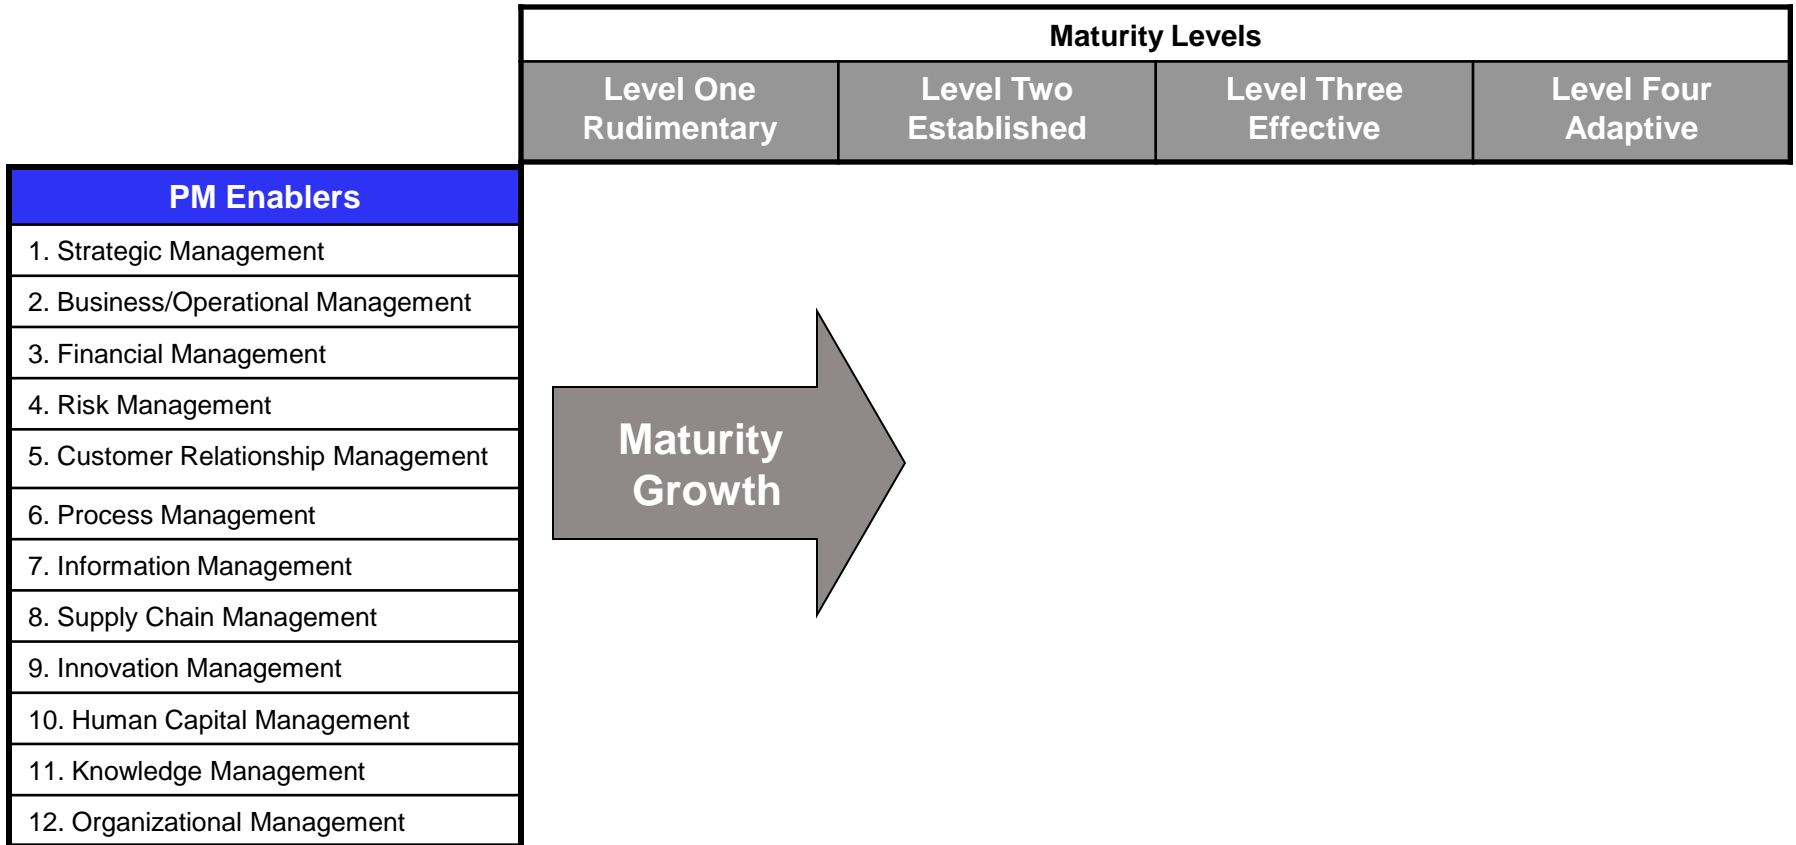 Maturity Levels
Level One
Rudimentary
Level Two
Established
Level Three
Effective
Level Four
Adaptive
PM Enablers
1. Strategic Management
2. Business/Operational Management
3. Financial Management
4. Risk Management
5. Customer Relationship Management
6. Process Management
7. Information Management
8. Supply Chain Management
9. Innovation Management
10. Human Capital Management
11. Knowledge Management
12. Organizational Management
Maturity
Growth